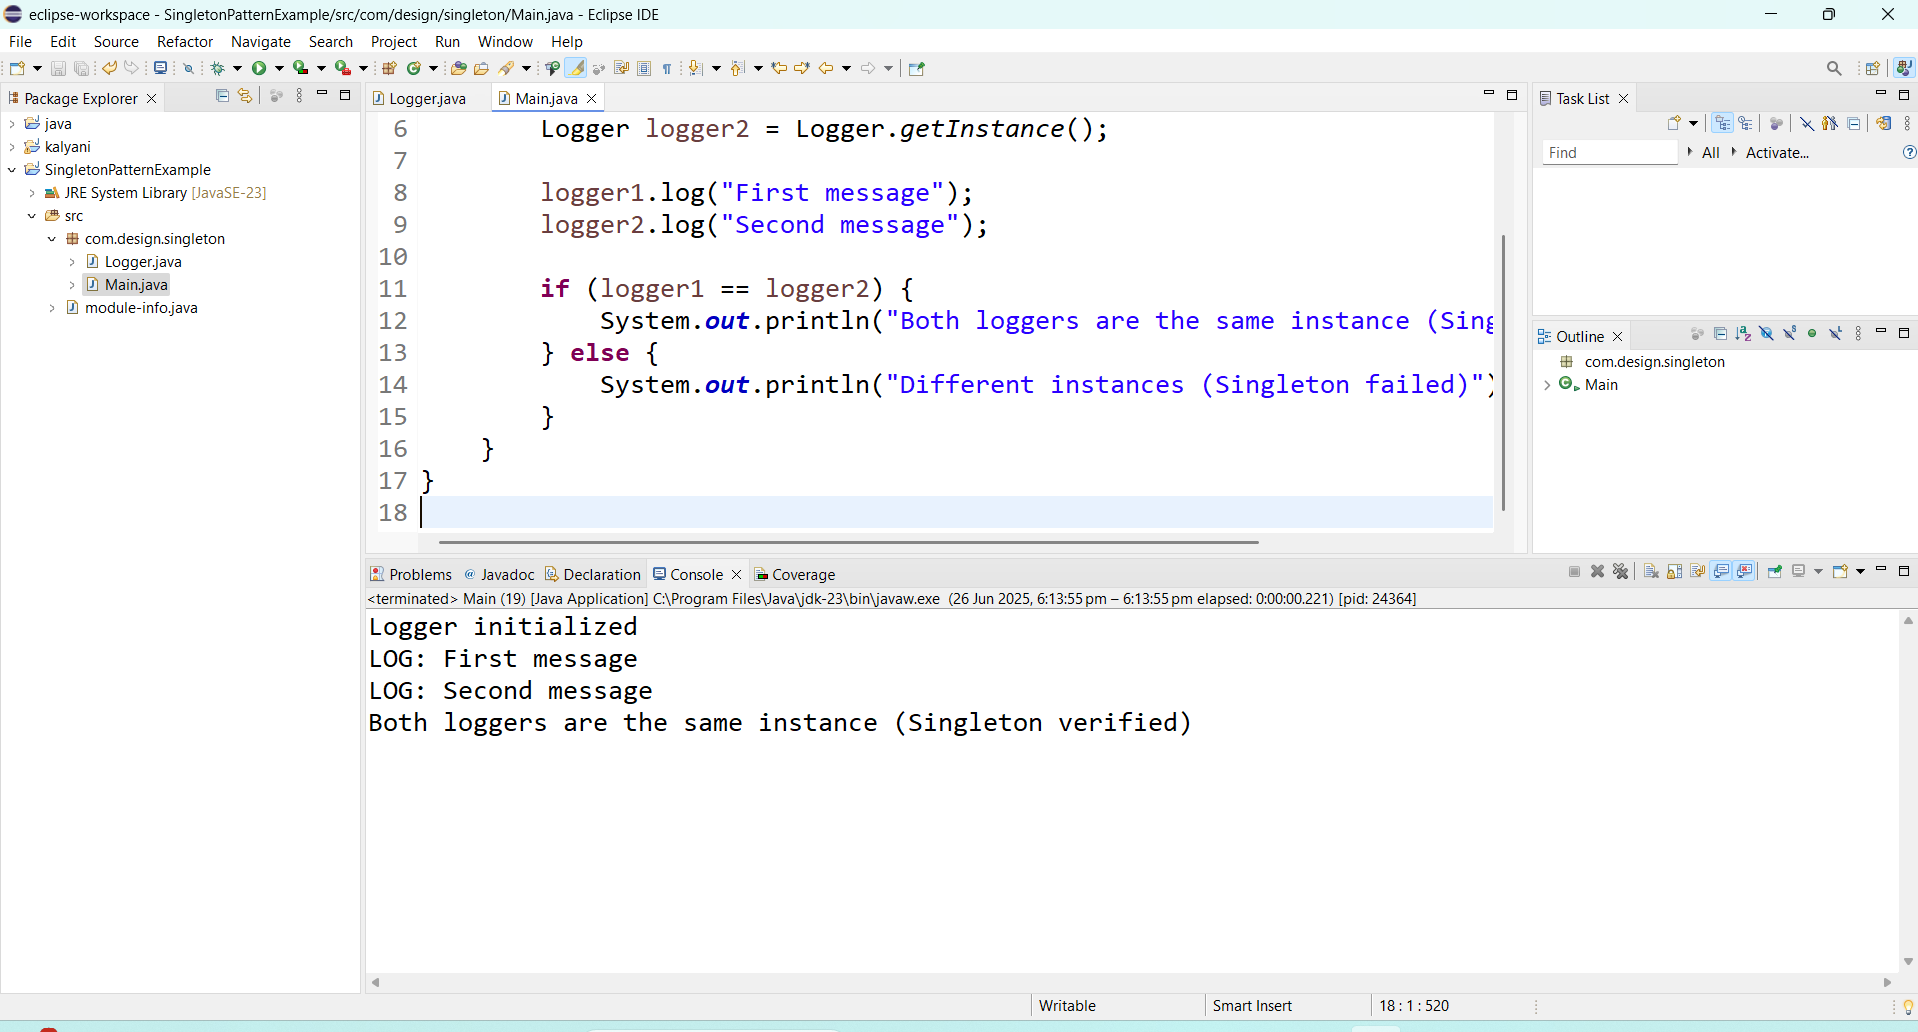 eclipse-workspace - SingletonPatternExample/src/com/design/singleton/Main.java - Eclipse IDE
File Edit Source Refactor Navigate Search Project Run Window Help
Package Explorer
java
kalyani
SingletonPatternExample
JRE System Library [JavaSE-23]
src
com.design.singleton
Logger.java
Main.java
module-info.java
Logger.java Main.java
6 Logger logger2 = Logger.getInstance();
7
8 logger1.log("First message");
9 logger2.log("Second message");
10
11 if (logger1 == logger2) {
12 System.out.println("Both loggers are the same instance (Sing
13 } else {
14 System.out.println("Different instances (Singleton failed)")
15 }
16 }
17 }
18
Task List
Find All Activate...
Outline
com.design.singleton
Main
Problems Javadoc Declaration Console Coverage
<terminated> Main (19) [Java Application] C:\Program Files\Java\jdk-23\bin\javaw.exe (26 Jun 2025, 6:13:55 pm – 6:13:55 pm elapsed: 0:00:00.221) [pid: 24364]
Logger initialized
LOG: First message
LOG: Second message
Both loggers are the same instance (Singleton verified)
Writable Smart Insert 18 : 1 : 520